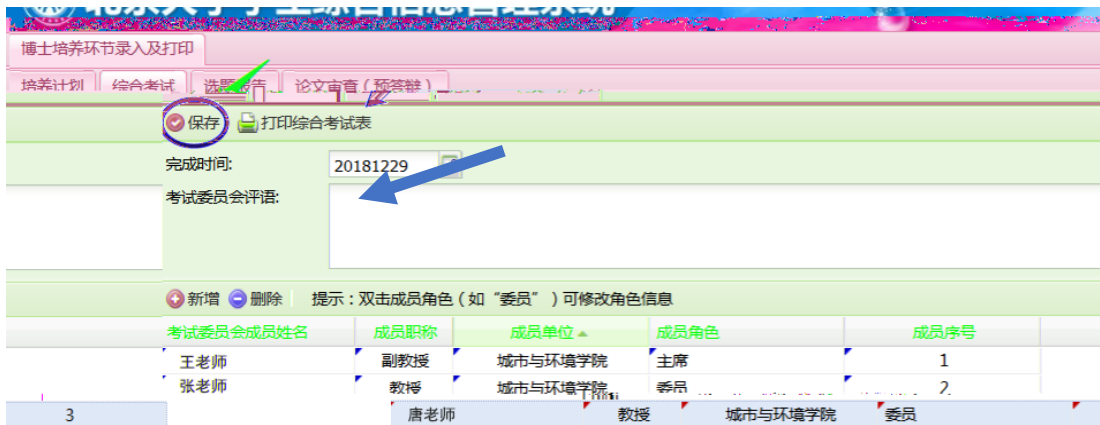 博士培养环节录入及打印
培养计划 综合考试 选题报告 论文审查（预答辩）
保存 打印综合考试表
完成时间: 20181229
考试委员会评语:
新增 删除 提示：双击成员角色（如“委员”）可修改角色信息
考试委员会成员姓名 成员职称 成员单位 成员角色 成员序号
王老师 副教授 城市与环境学院 主席 1
张老师 教授 城市与环境学院 委员 2
3 唐老师 教授 城市与环境学院 委员